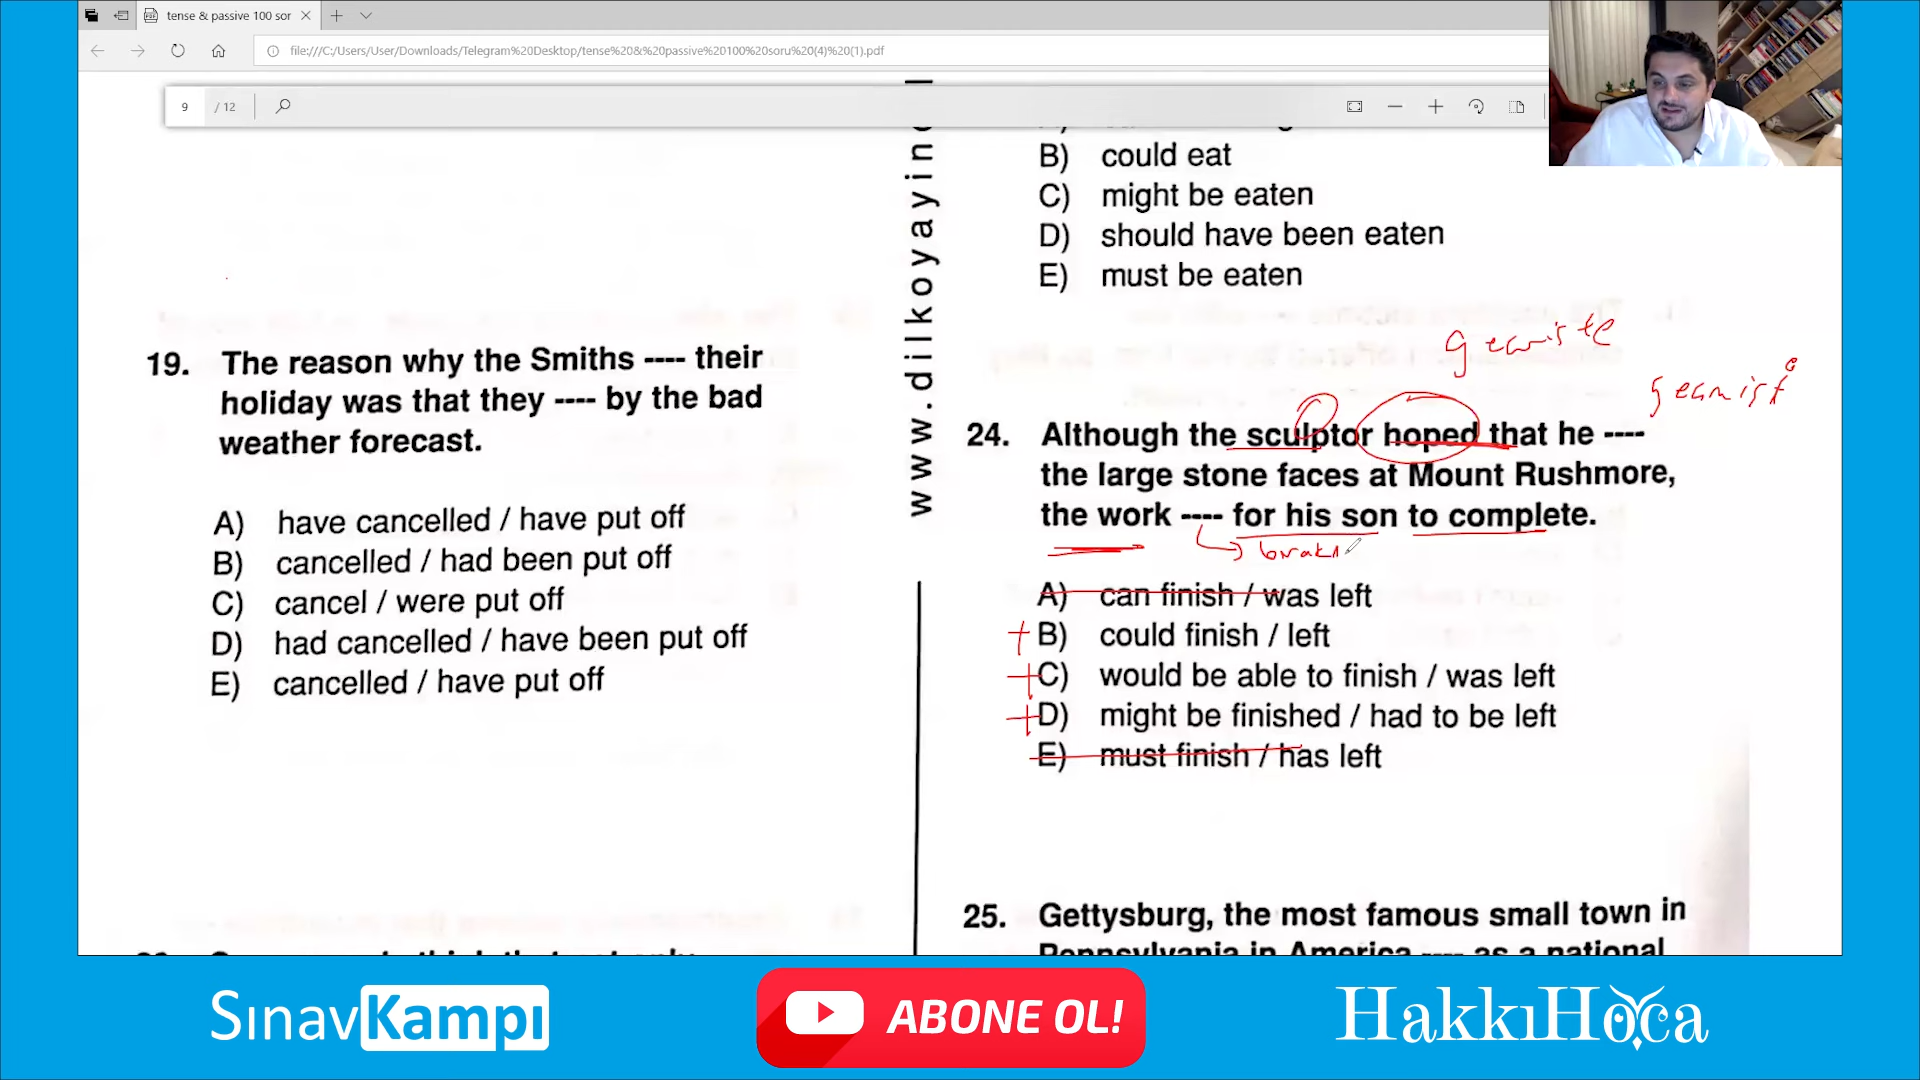 tense & passive 100 sor
file:///C:/Users/User/Downloads/Telegram%20Desktop/tense%20&%20passive%20100%20soru%20(4)%20(1).pdf
9 / 12
www.dilkoyayinc
19. The reason why the Smiths ---- their
holiday was that they ---- by the bad
weather forecast.
A) have cancelled / have put off
B) cancelled / had been put off
C) cancel / were put off
D) had cancelled / have been put off
E) cancelled / have put off
B) could eat
C) might be eaten
D) should have been eaten
E) must be eaten
24. Although the sculptor hoped that he ----
the large stone faces at Mount Rushmore,
the work ---- for his son to complete.
A) can finish / was left
B) could finish / left
C) would be able to finish / was left
D) might be finished / had to be left
E) must finish / has left
25. Gettysburg, the most famous small town in
Pennsylvania in America ---- as a national
SınavKampı
ABONE OL!
HakkıHoca